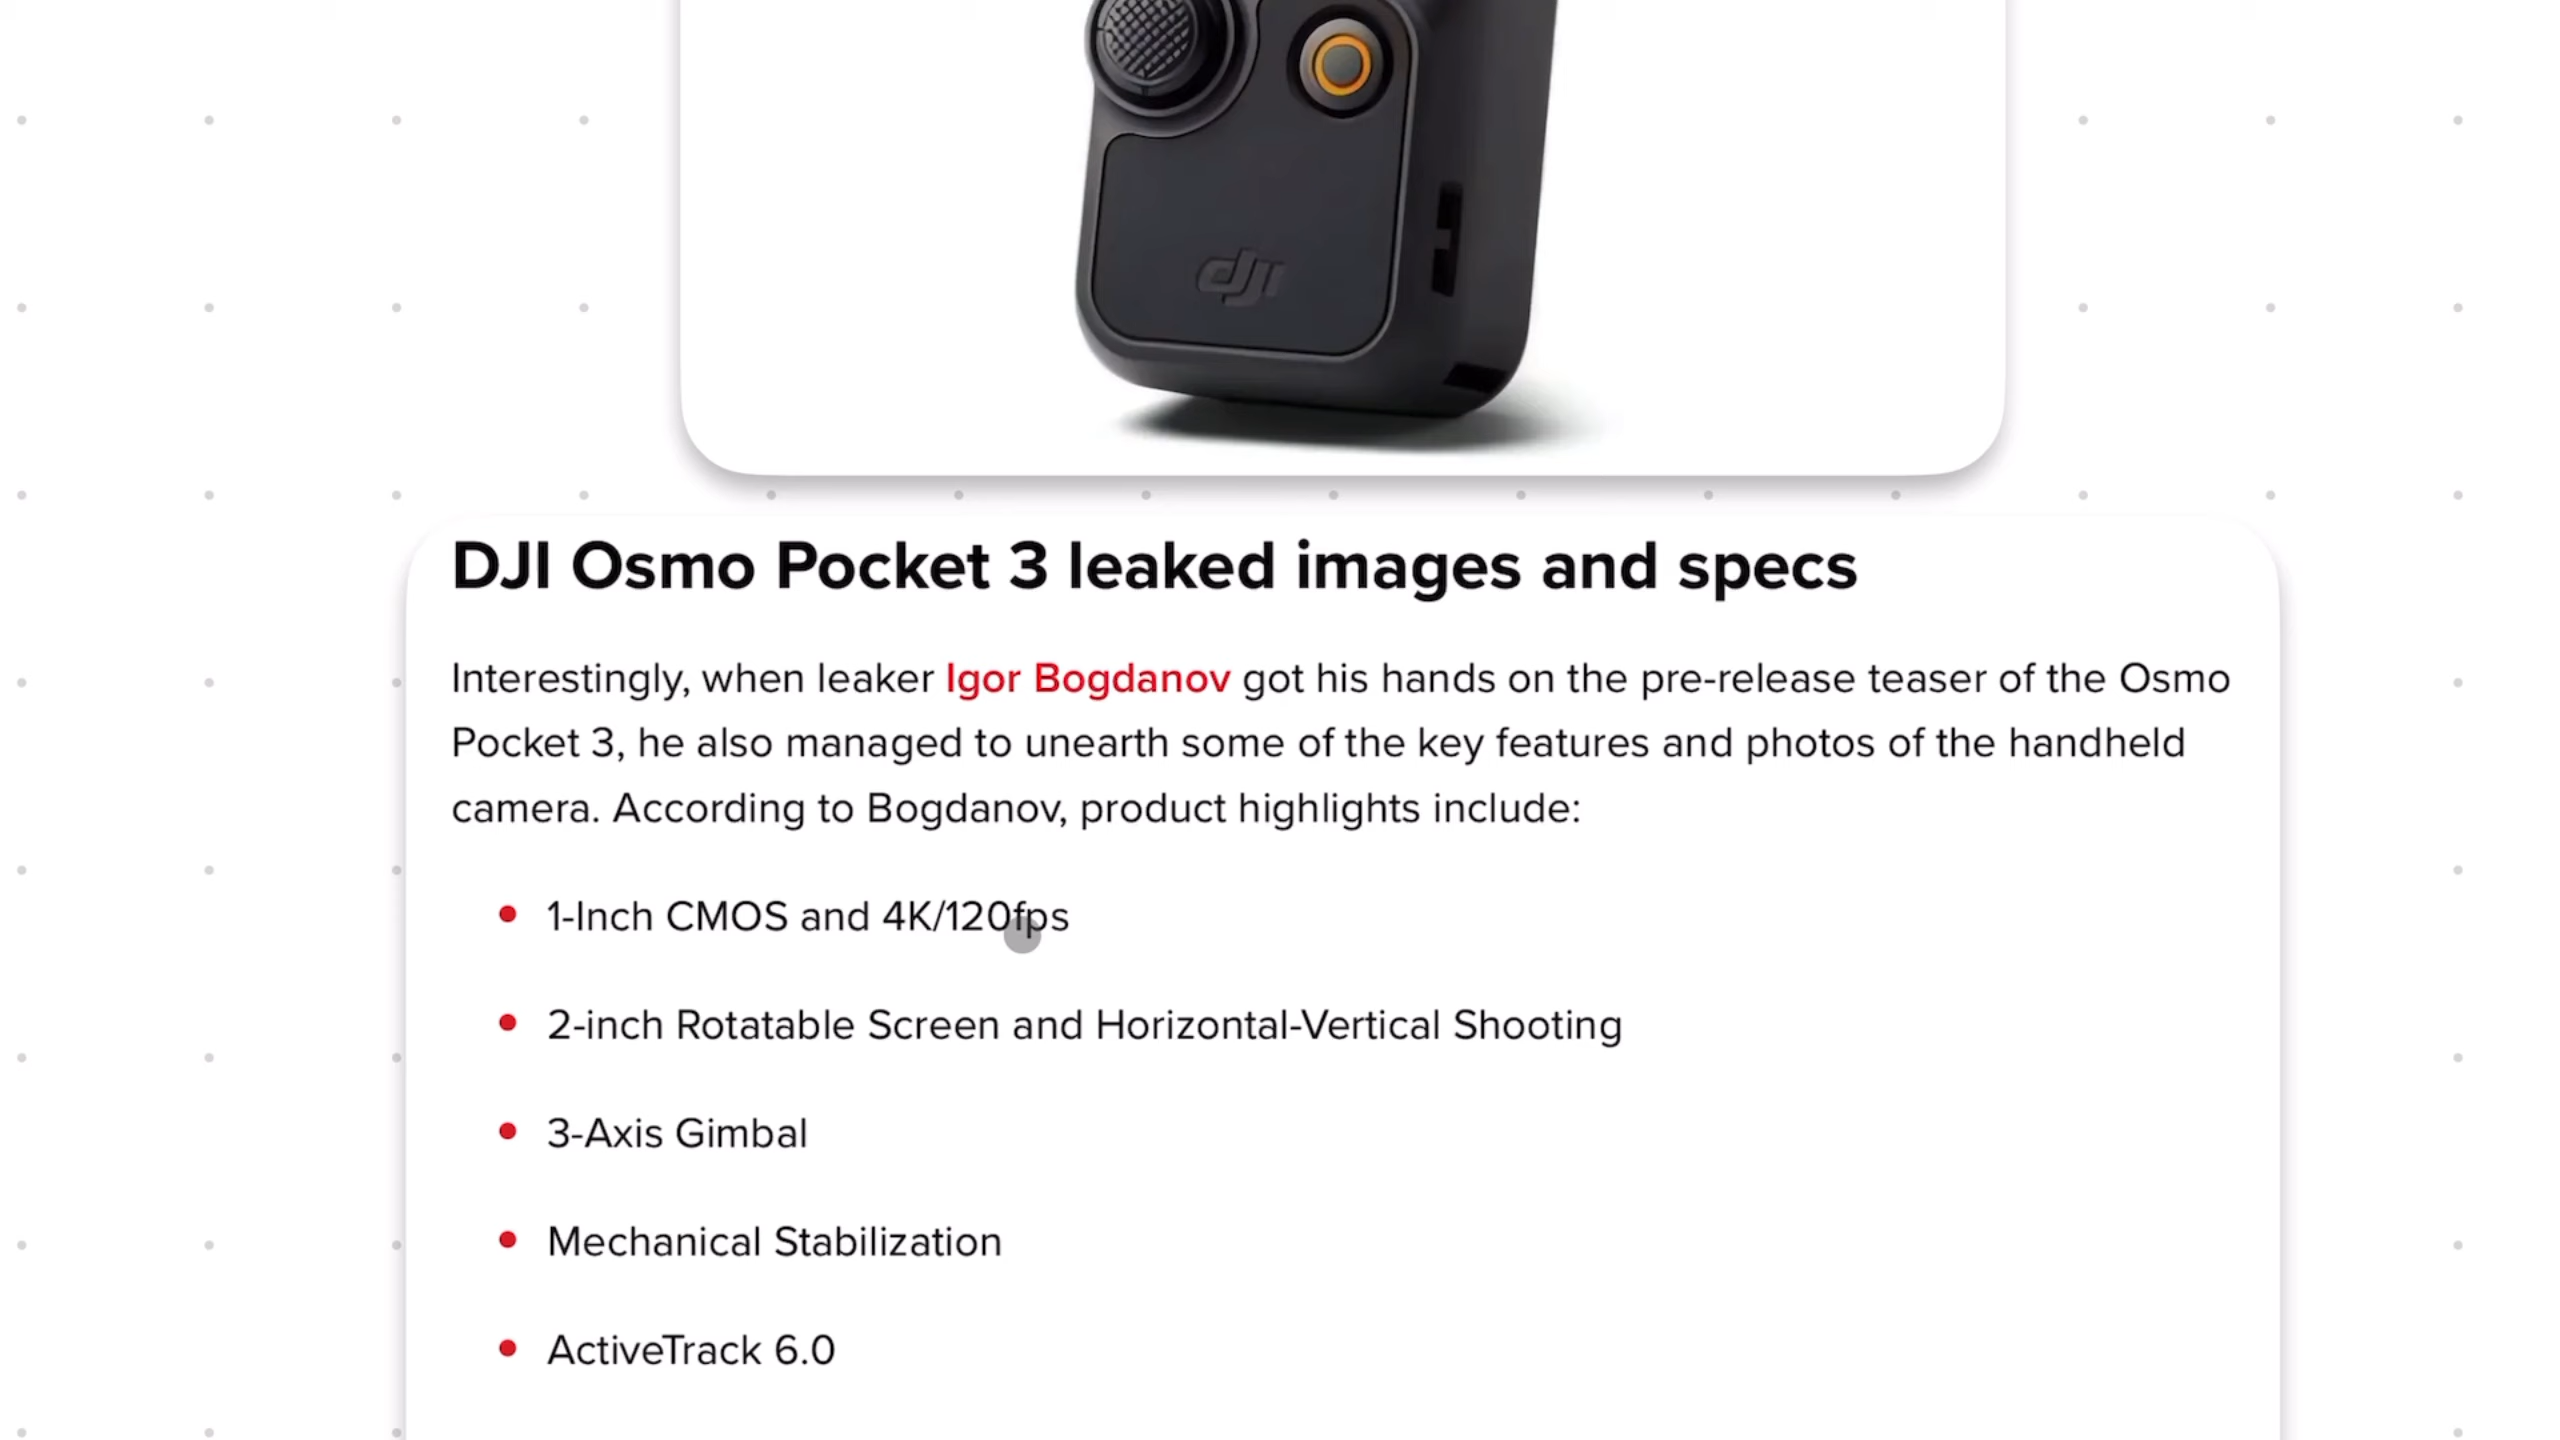 dji
DJI Osmo Pocket 3 leaked images and specs
Interestingly, when leaker Igor Bogdanov got his hands on the pre-release teaser of the Osmo
Pocket 3, he also managed to unearth some of the key features and photos of the handheld
camera. According to Bogdanov, product highlights include:
1-Inch CMOS and 4K/120fps
2-inch Rotatable Screen and Horizontal-Vertical Shooting
3-Axis Gimbal
Mechanical Stabilization
ActiveTrack 6.0